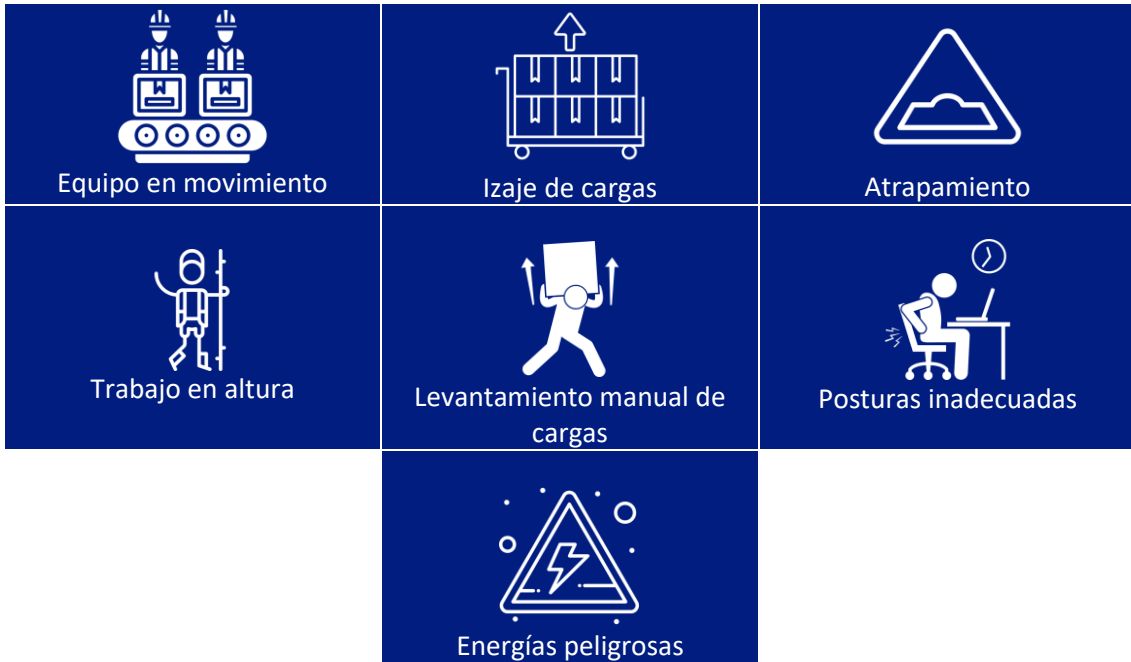 Equipo en movimiento
Izaje de cargas
Atrapamiento
Trabajo en altura
Levantamiento manual de
cargas
Posturas inadecuadas
Energías peligrosas